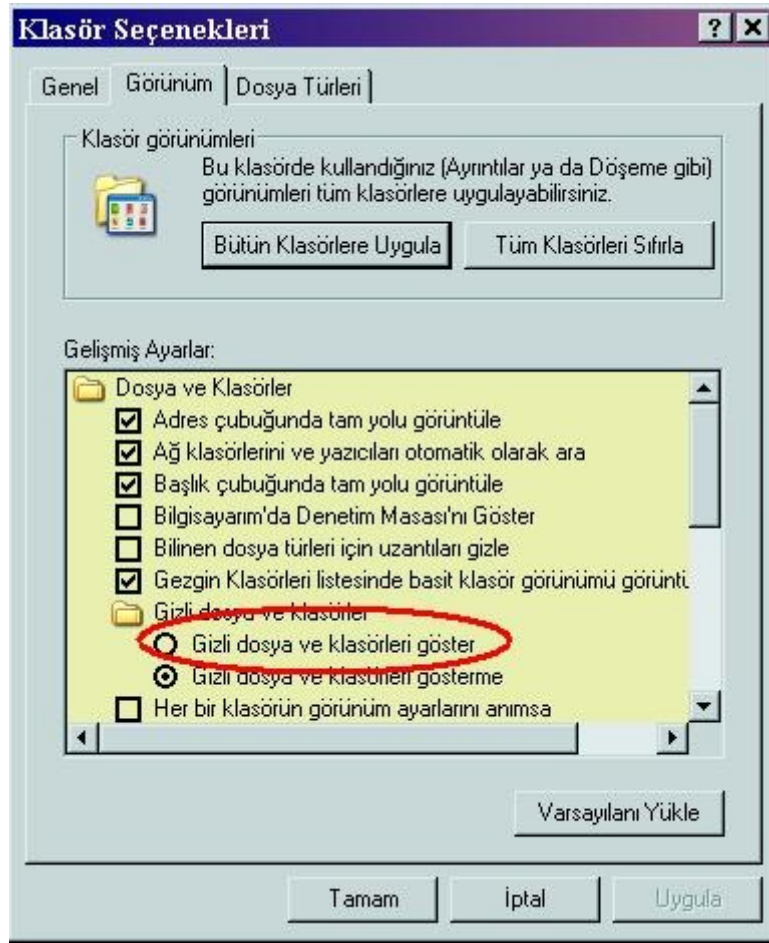 Klasör Seçenekleri
Genel
Görünüm
Dosya Türleri
Klasör görünümleri
Bu klasörde kullandığınız (Ayrıntılar ya da Döşeme gibi)
görünümleri tüm klasörlere uygulayabilirsiniz.
Bütün Klasörlere Uygula
Tüm Klasörleri Sıfırla
Gelişmiş Ayarlar:
Dosya ve Klasörler
Adres çubuğunda tam yolu görüntüle
Ağ klasörlerini ve yazıcıları otomatik olarak ara
Başlık çubuğunda tam yolu görüntüle
Bilgisayarım'da Denetim Masası'nı Göster
Bilinen dosya türleri için uzantıları gizle
Gezgin Klasörleri listesinde basit klasör görünümü görüntü
Gizli dosya ve klasörler
Gizli dosya ve klasörleri göster
Gizli dosya ve klasörleri gösterme
Her bir klasörün görünüm ayarlarını anımsa
Varsayılanı Yükle
Tamam
İptal
Uygula